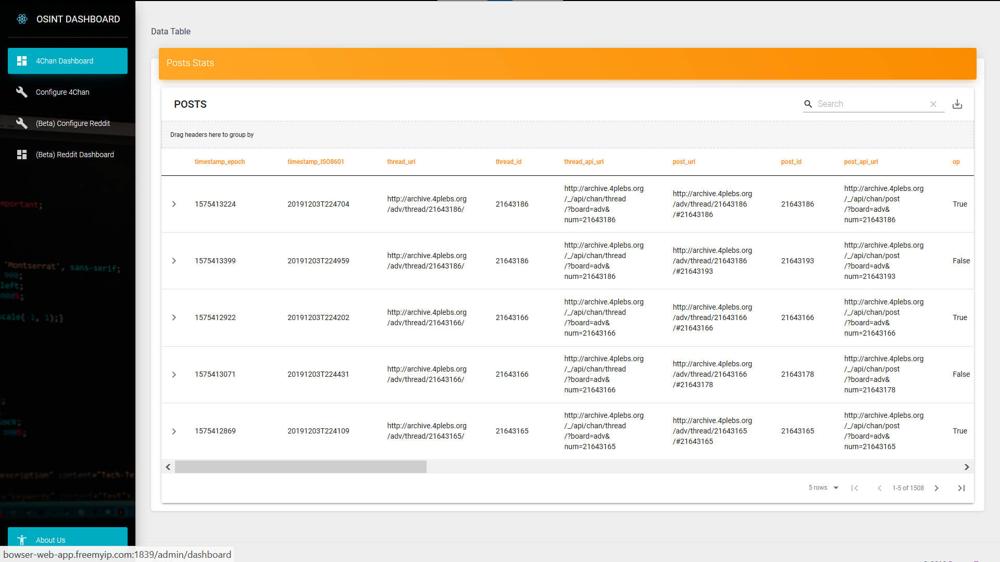 OSINT DASHBOARD
4Chan Dashboard
Configure 4Chan
(Beta) Configure Reddit
(Beta) Reddit Dashboard
mportant;
'Montserrat', sans-serif;
900;
left;
000%;
scale(-1, 1);}
lock;
400%;
escription" content="Tech-Te
="keywords" content="Text">
About Us
bowser-web-app.freemyip.com:1839/admin/dashboard
Data Table
Posts Stats
POSTS
Search
Drag headers here to group by
timestamp_epoch timestamp_ISO8601 thread_url thread_id thread_api_url post_url post_id post_api_url op
1575413224 20191203T224704 http://archive.4plebs.org
/adv/thread/21643186/ 21643186 http://archive.4plebs.org
/_/api/chan/thread
/?board=adv&
num=21643186 http://archive.4plebs.org
/adv/thread/21643186
/#21643186 21643186 http://archive.4plebs.org
/_/api/chan/post
/?board=adv&
num=21643186 True
1575413399 20191203T224959 http://archive.4plebs.org
/adv/thread/21643186/ 21643186 http://archive.4plebs.org
/_/api/chan/thread
/?board=adv&
num=21643186 http://archive.4plebs.org
/adv/thread/21643186
/#21643193 21643193 http://archive.4plebs.org
/_/api/chan/post
/?board=adv&
num=21643193 False
1575412922 20191203T224202 http://archive.4plebs.org
/adv/thread/21643166/ 21643166 http://archive.4plebs.org
/_/api/chan/thread
/?board=adv&
num=21643166 http://archive.4plebs.org
/adv/thread/21643166
/#21643166 21643166 http://archive.4plebs.org
/_/api/chan/post
/?board=adv&
num=21643166 True
1575413071 20191203T224431 http://archive.4plebs.org
/adv/thread/21643166/ 21643166 http://archive.4plebs.org
/_/api/chan/thread
/?board=adv&
num=21643166 http://archive.4plebs.org
/adv/thread/21643166
/#21643178 21643178 http://archive.4plebs.org
/_/api/chan/post
/?board=adv&
num=21643178 False
1575412869 20191203T224109 http://archive.4plebs.org
/adv/thread/21643165/ 21643165 http://archive.4plebs.org
/_/api/chan/thread
/?board=adv&
num=21643165 http://archive.4plebs.org
/adv/thread/21643165
/#21643165 21643165 http://archive.4plebs.org
/_/api/chan/post
/?board=adv&
num=21643165 True
5 rows 1-5 of 1508